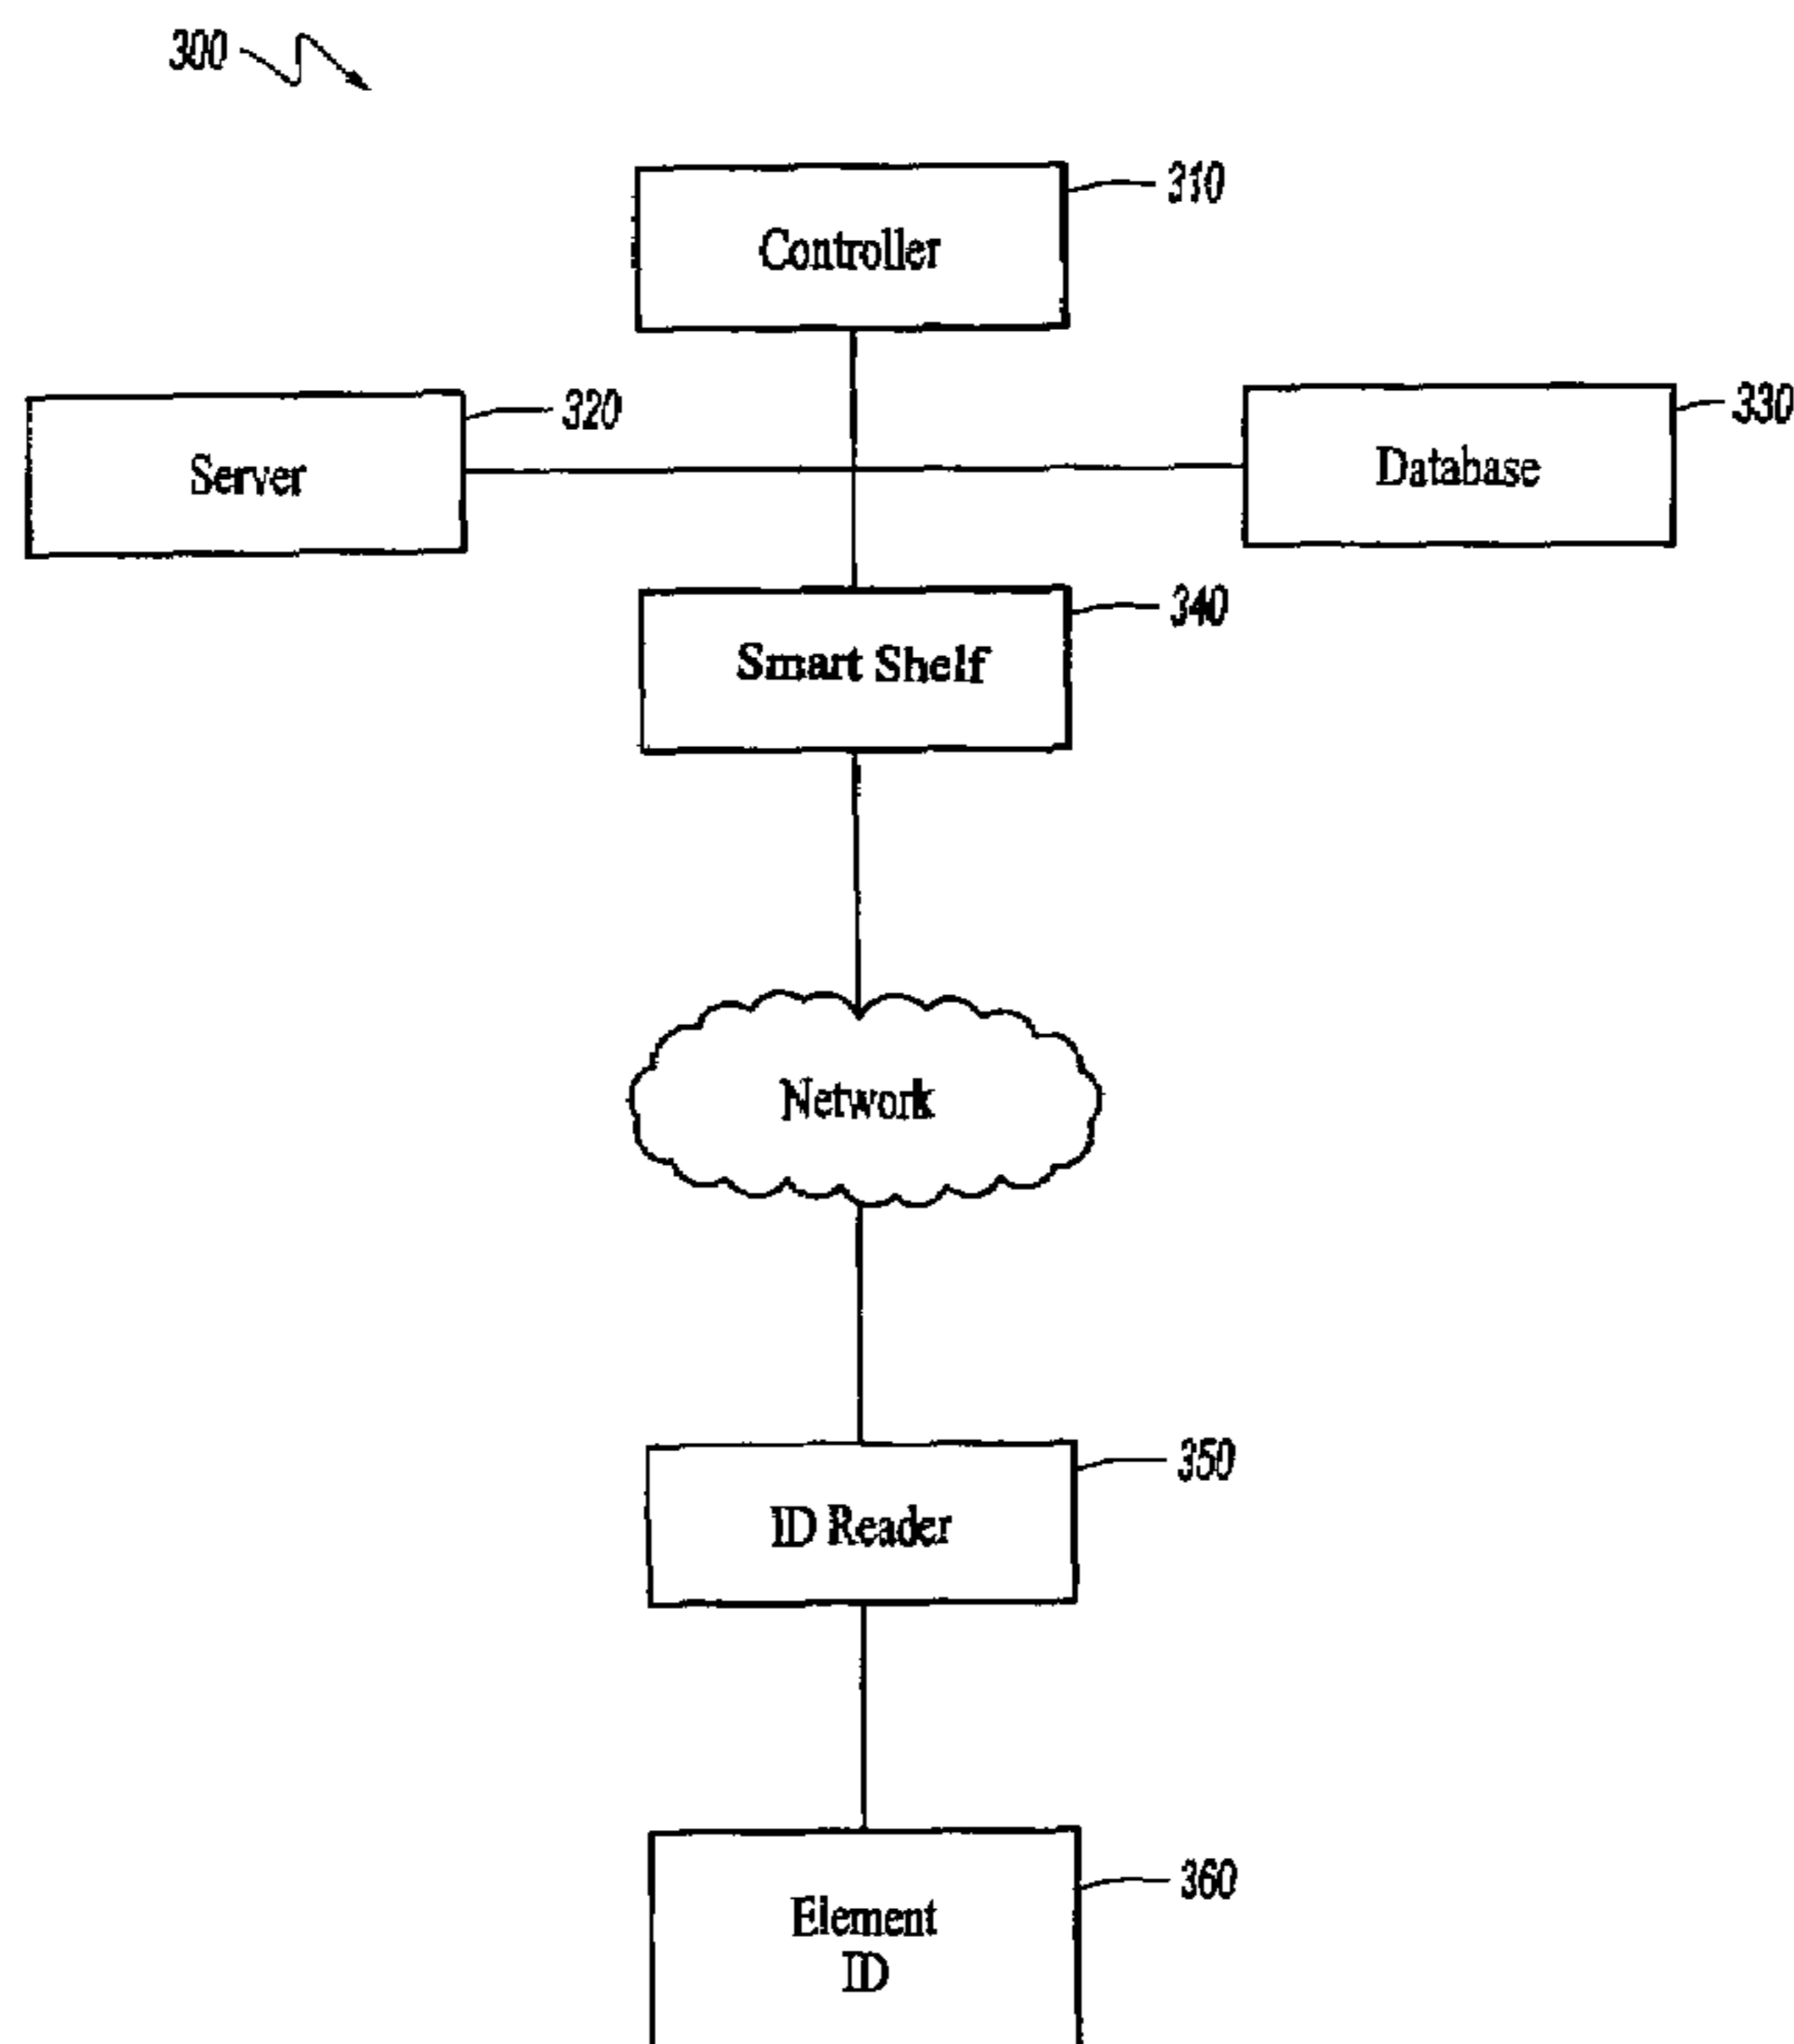 300
310
Controller
320
330
Server
Database
340
Smart Shelf
Network
350
ID Reader
360
Element
ID